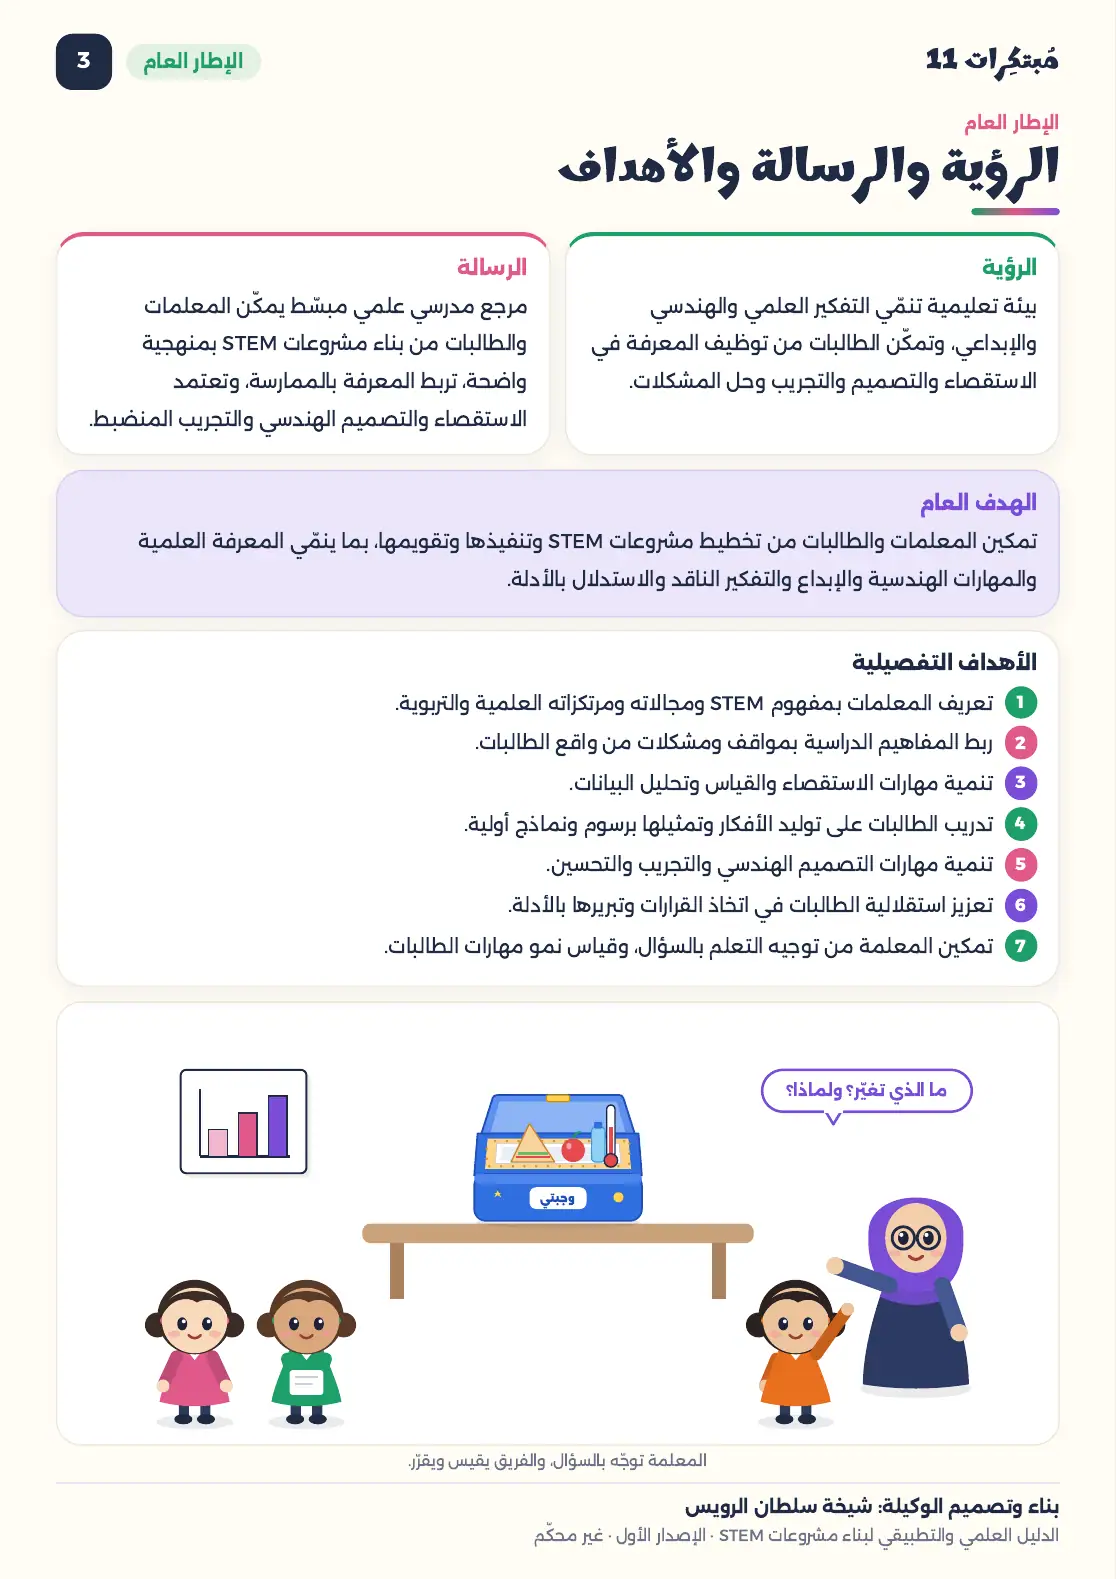 مُبتكِرات 11
الإطار العام
3
الإطار العام
الرؤية والرسالة والأهداف
الرؤية
بيئة تعليمية تنمّي التفكير العلمي والهندسي
والإبداعي، وتمكّن الطالبات من توظيف المعرفة في
الاستقصاء والتصميم والتجريب وحل المشكلات.
الرسالة
مرجع مدرسي علمي مبسّط يمكّن المعلمات
والطالبات من بناء مشروعات STEM بمنهجية
واضحة، تربط المعرفة بالممارسة، وتعتمد
الاستقصاء والتصميم الهندسي والتجريب المنضبط.
الهدف العام
تمكين المعلمات والطالبات من تخطيط مشروعات STEM وتنفيذها وتقويمها، بما ينمّي المعرفة العلمية
والمهارات الهندسية والإبداع والتفكير الناقد والاستدلال بالأدلة.
الأهداف التفصيلية
1 تعريف المعلمات بمفهوم STEM ومجالاته ومرتكزاته العلمية والتربوية.
2 ربط المفاهيم الدراسية بمواقف ومشكلات من واقع الطالبات.
3 تنمية مهارات الاستقصاء والقياس وتحليل البيانات.
4 تدريب الطالبات على توليد الأفكار وتمثيلها برسوم ونماذج أولية.
5 تنمية مهارات التصميم الهندسي والتجريب والتحسين.
6 تعزيز استقلالية الطالبات في اتخاذ القرارات وتبريرها بالأدلة.
7 تمكين المعلمة من توجيه التعلم بالسؤال، وقياس نمو مهارات الطالبات.
ما الذي تغيّر؟ ولماذا؟
وجبتي
المعلمة توجّه بالسؤال، والفريق يقيس ويقرّر.
بناء وتصميم الوكيلة: شيخة سلطان الرويس
الدليل العلمي والتطبيقي لبناء مشروعات STEM · الإصدار الأول · غير محكّم